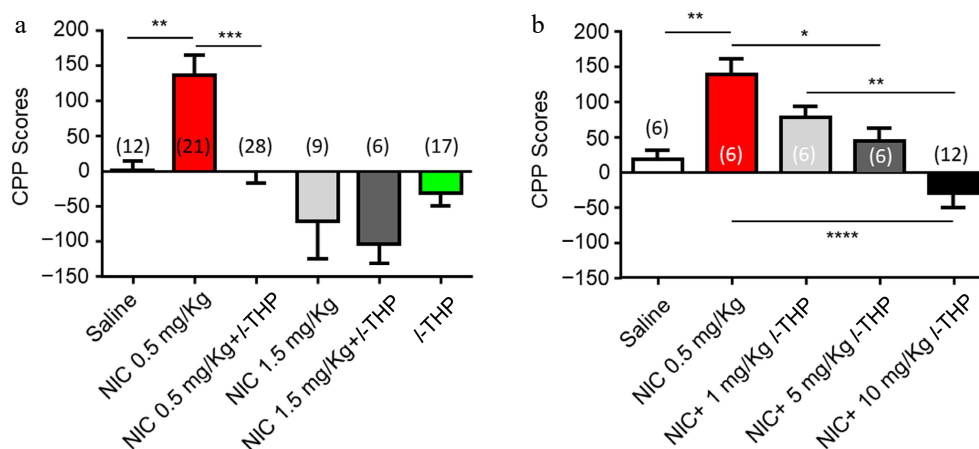 a
CPP Scores
200
150
100
50
0
−50
−100
−150
** ***
(12) (21) (28) (9) (6) (17)
Saline
NIC 0.5 mg/Kg
NIC 0.5 mg/Kg+l-THP
NIC 1.5 mg/Kg
NIC 1.5 mg/Kg+l-THP
l-THP
b
CPP Scores
200
150
100
50
0
−50
−100
−150
** *
**
(6) (6) (6) (6) (12)
****
Saline
NIC 0.5 mg/Kg
NIC+ 1 mg/Kg l-THP
NIC+ 5 mg/Kg l-THP
NIC+ 10 mg/Kg l-THP